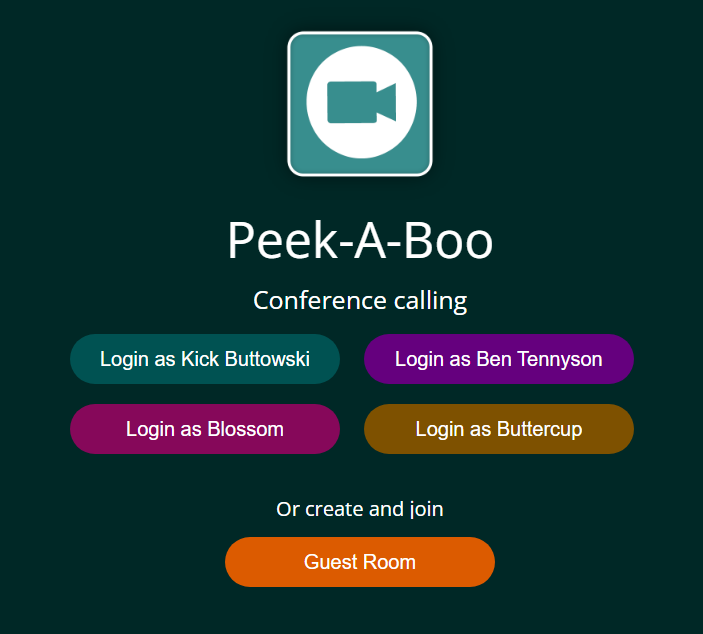 Peek-A-Boo
Conference calling
Login as Kick Buttowski
Login as Ben Tennyson
Login as Blossom
Login as Buttercup
Or create and join
Guest Room